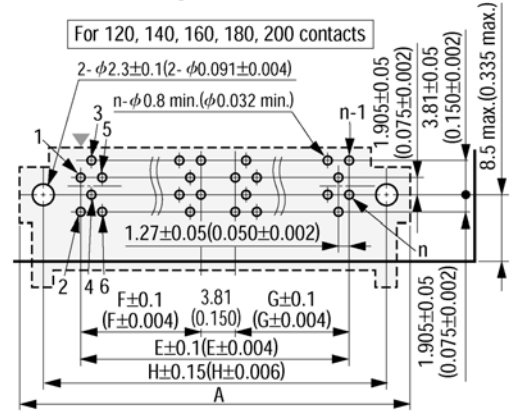 For 120, 140, 160, 180, 200 contacts
2- ϕ2.3±0.1(2- ϕ0.091±0.004)
n- ϕ0.8 min.(ϕ0.032 min.)
n-1
1
3
5
1.905±0.05
(0.075±0.002)
3.81±0.05
(0.150±0.002)
8.5 max.(0.335 max.)
1.27±0.05(0.050±0.002)
n
2
4
6
F±0.1
(F±0.004)
3.81
(0.150)
G±0.1
(G±0.004)
1.905±0.05
(0.075±0.002)
E±0.1(E±0.004)
H±0.15(H±0.006)
A